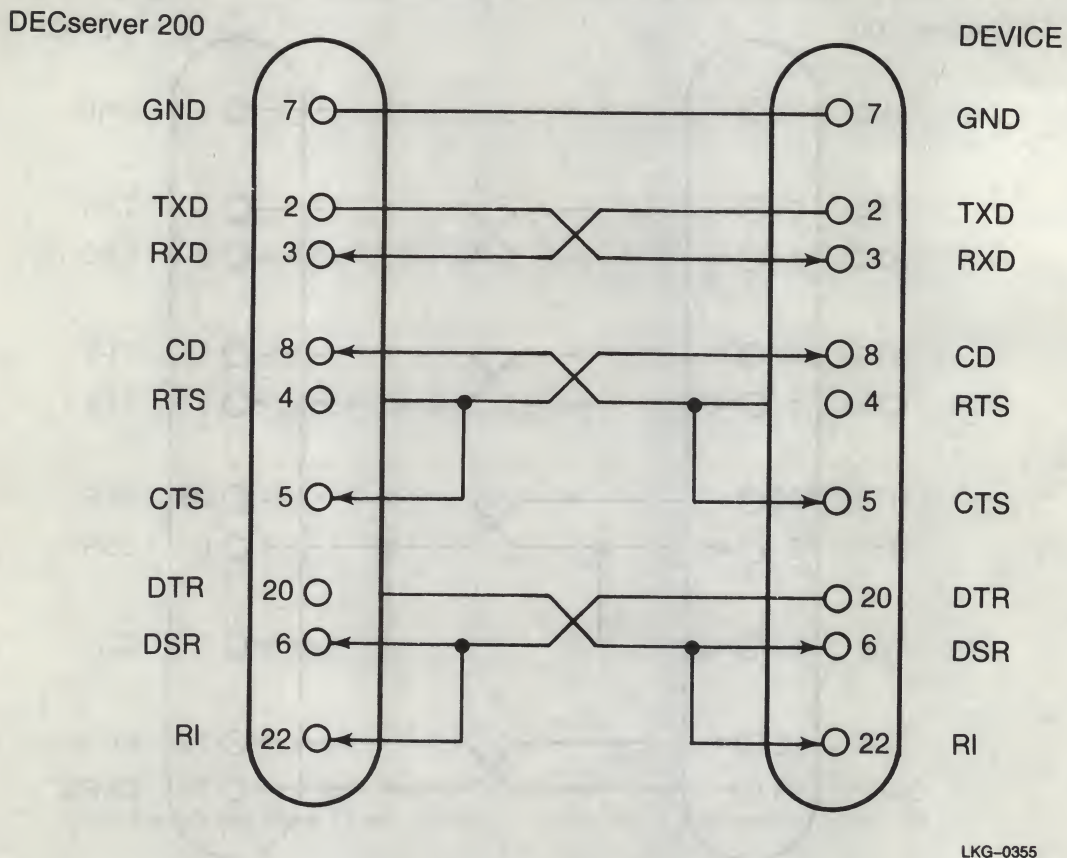 DECserver 200
DEVICE
GND 7 7 GND
TXD 2 2 TXD
RXD 3 3 RXD
CD 8 8 CD
RTS 4 4 RTS
CTS 5 5 CTS
DTR 20 20 DTR
DSR 6 6 DSR
RI 22 22 RI
LKG-0355